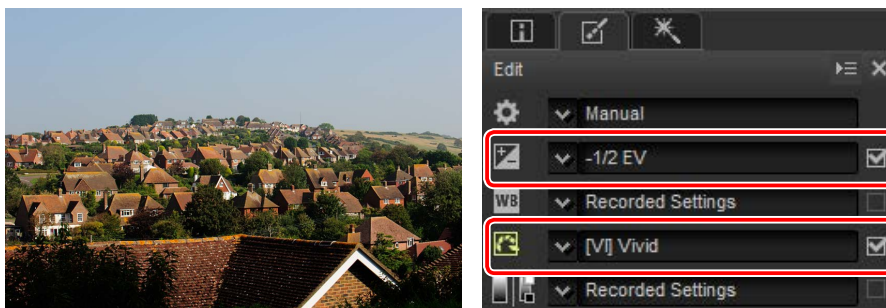 Edit
Manual
-1/2 EV
WB Recorded Settings
[VI] Vivid
Recorded Settings